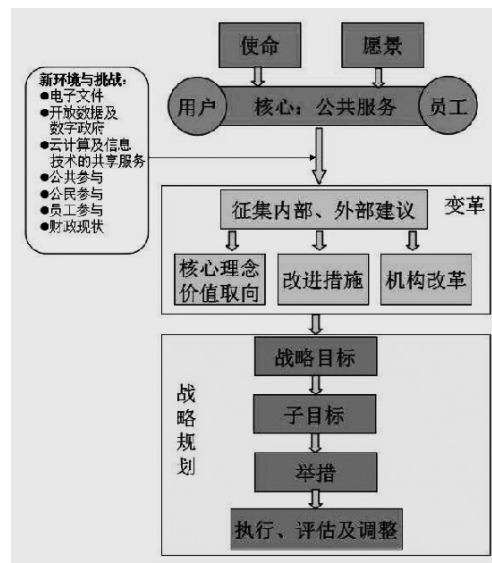 使命
愿景
新环境与挑战:
●电子文件
●开放数据及
数字政府
●云计算及信息
技术的共享服务
●公共参与
●公民参与
●员工参与
●财政现状
用户
核心：公共服务
员工
征集内部、外部建议
变革
核心理念
价值取向
改进措施
机构改革
战略规划
战略目标
子目标
举措
执行、评估及调整